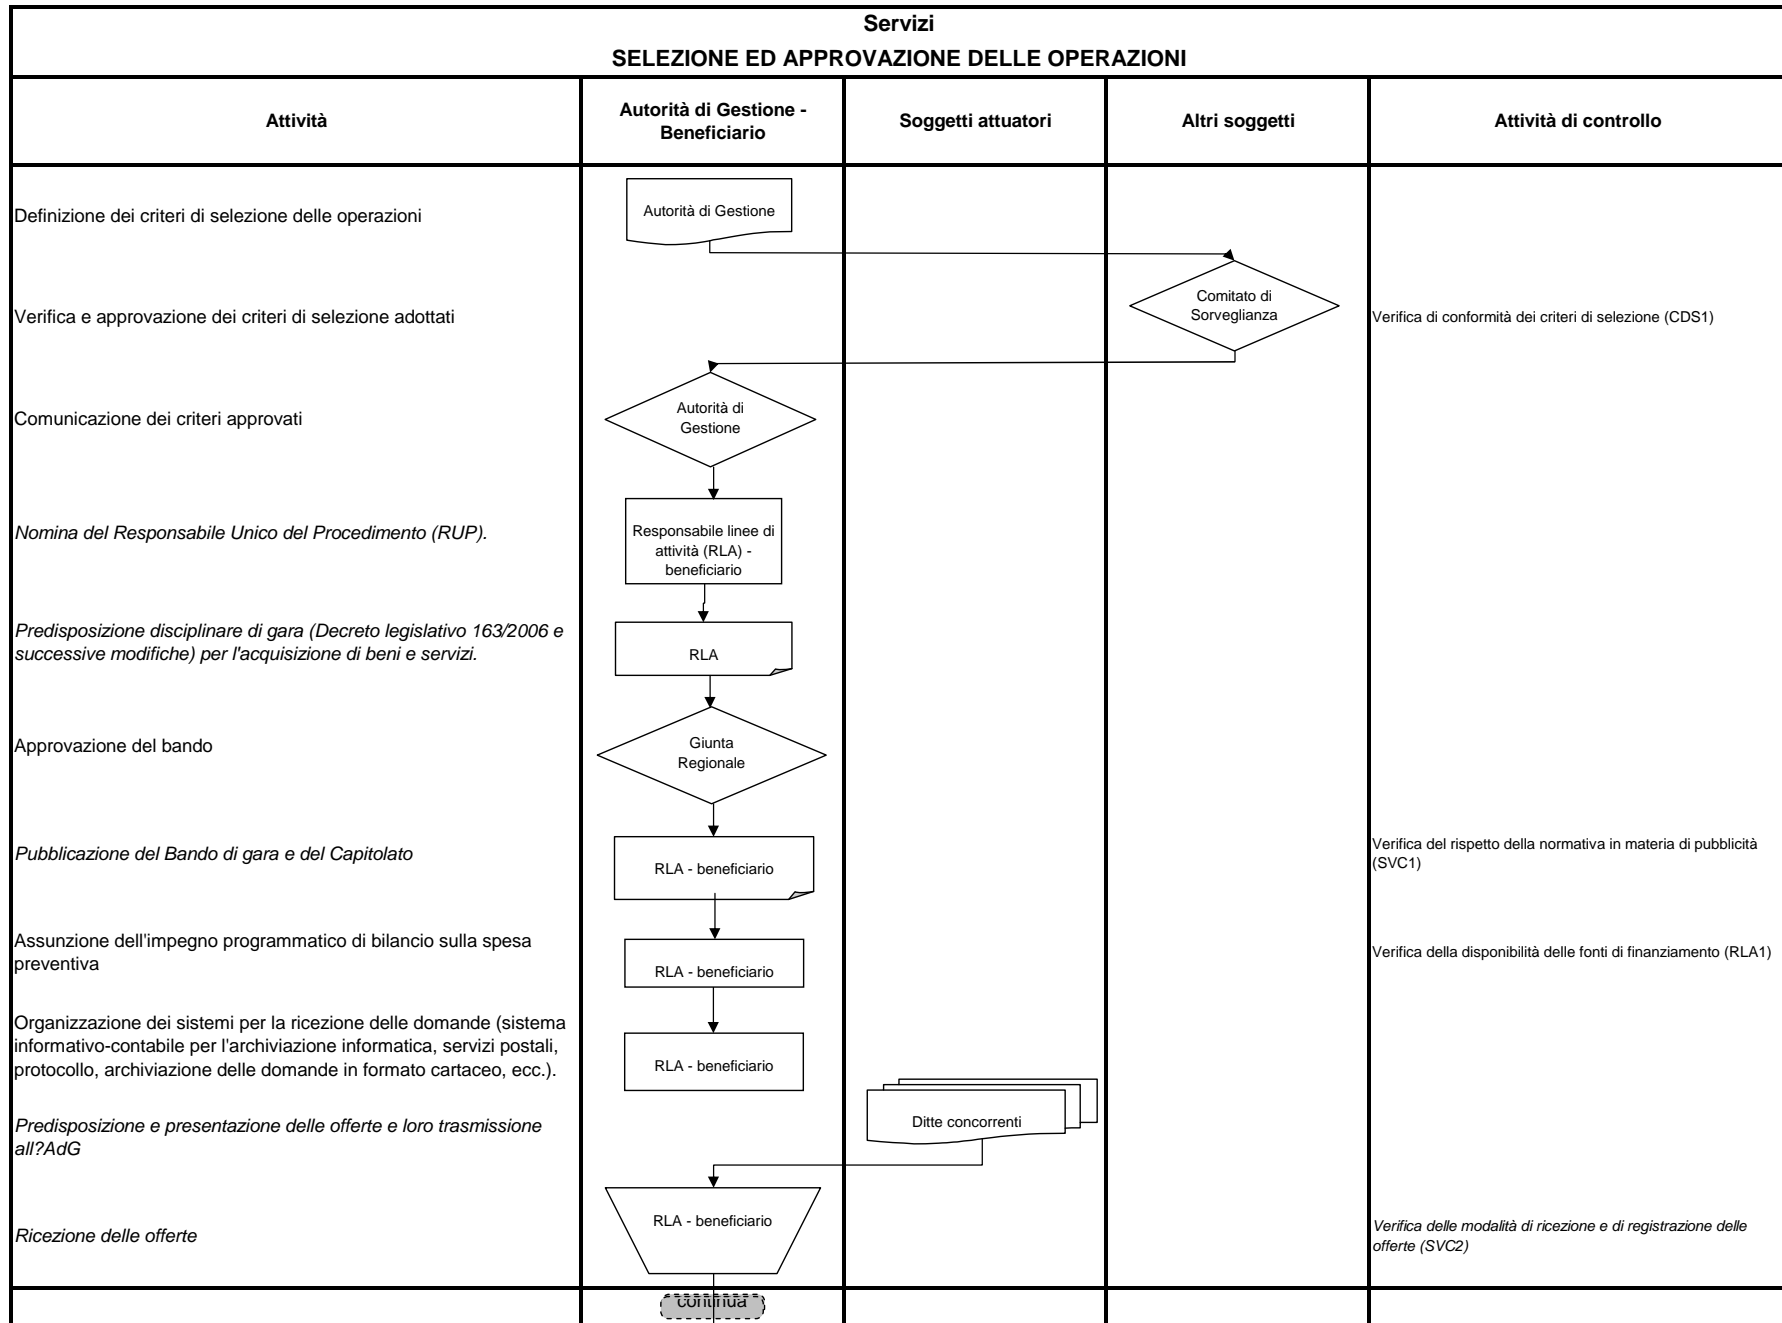 Servizi
SELEZIONE ED APPROVAZIONE DELLE OPERAZIONI
Attività
Autorità di Gestione -
Beneficiario
Soggetti attuatori
Altri soggetti
Attività di controllo
Definizione dei criteri di selezione delle operazioni
Autorità di Gestione
Verifica e approvazione dei criteri di selezione adottati
Comitato di
Sorveglianza
Verifica di conformità dei criteri di selezione (CDS1)
Comunicazione dei criteri approvati
Autorità di
Gestione
Nomina del Responsabile Unico del Procedimento (RUP).
Responsabile linee di
attività (RLA) -
beneficiario
Predisposizione disciplinare di gara (Decreto legislativo 163/2006 e
successive modifiche) per l'acquisizione di beni e servizi.
RLA
Approvazione del bando
Giunta
Regionale
Pubblicazione del Bando di gara e del Capitolato
RLA - beneficiario
Verifica del rispetto della normativa in materia di pubblicità
(SVC1)
Assunzione dell'impegno programmatico di bilancio sulla spesa
preventiva
RLA - beneficiario
Verifica della disponibilità delle fonti di finanziamento (RLA1)
Organizzazione dei sistemi per la ricezione delle domande (sistema
informativo-contabile per l'archiviazione informatica, servizi postali,
protocollo, archiviazione delle domande in formato cartaceo, ecc.).
RLA - beneficiario
Predisposizione e presentazione delle offerte e loro trasmissione
all?AdG
Ditte concorrenti
Ricezione delle offerte
RLA - beneficiario
Verifica delle modalità di ricezione e di registrazione delle
offerte (SVC2)
continua